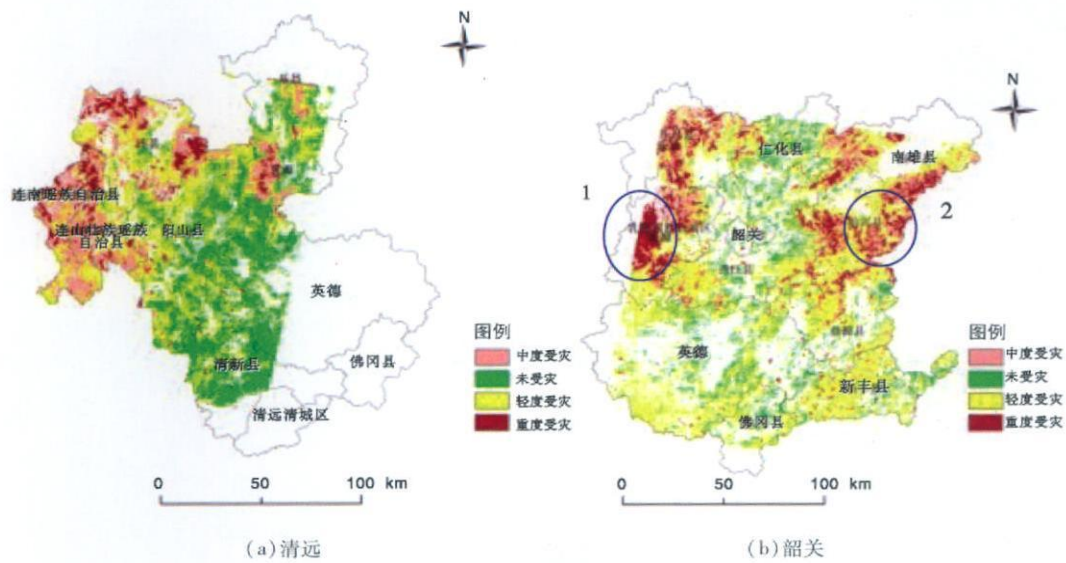 N
连南瑶族自治县
连山壮族瑶族
自治县
阳山县
英德
清新县
佛冈县
清远清城区
图例
中度受灾
未受灾
轻度受灾
重度受灾
0 50 100 km
(a)清远
N
仁化县
南雄县
1
2
韶关
英德
新丰县
佛冈县
图例
中度受灾
未受灾
轻度受灾
重度受灾
0 50 100 km
(b)韶关